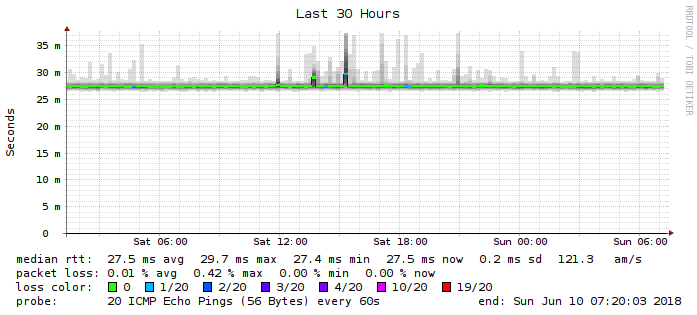 Last 30 Hours
RRDTOOL / TOBI OETIKER
Seconds
35 m
30 m
25 m
20 m
15 m
10 m
5 m
0
Sat 06:00 Sat 12:00 Sat 18:00 Sun 00:00 Sun 06:00
median rtt: 27.5 ms avg 29.7 ms max 27.4 ms min 27.5 ms now 0.2 ms sd 121.3 am/s
packet loss: 0.01 % avg 0.42 % max 0.00 % min 0.00 % now
loss color: 0 1/20 2/20 3/20 4/20 10/20 19/20
probe: 20 ICMP Echo Pings (56 Bytes) every 60s end: Sun Jun 10 07:20:03 2018